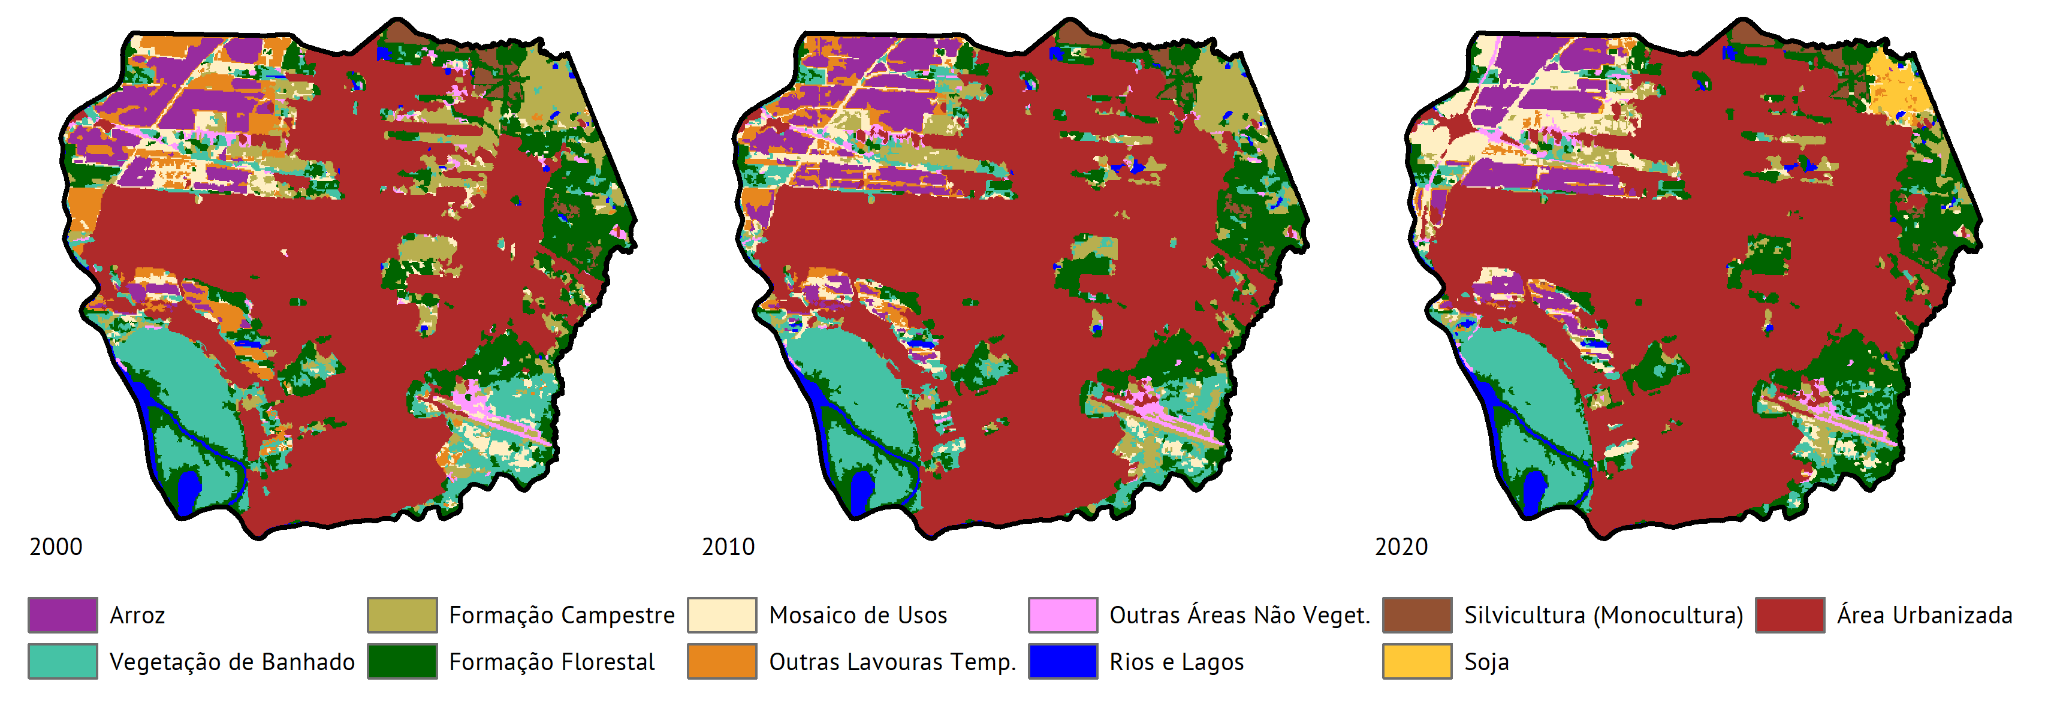 2000 2010 2020
Arroz Formação Campestre Mosaico de Usos Outras Áreas Não Veget. Silvicultura (Monocultura) Área Urbanizada
Vegetação de Banhado Formação Florestal Outras Lavouras Temp. Rios e Lagos Soja